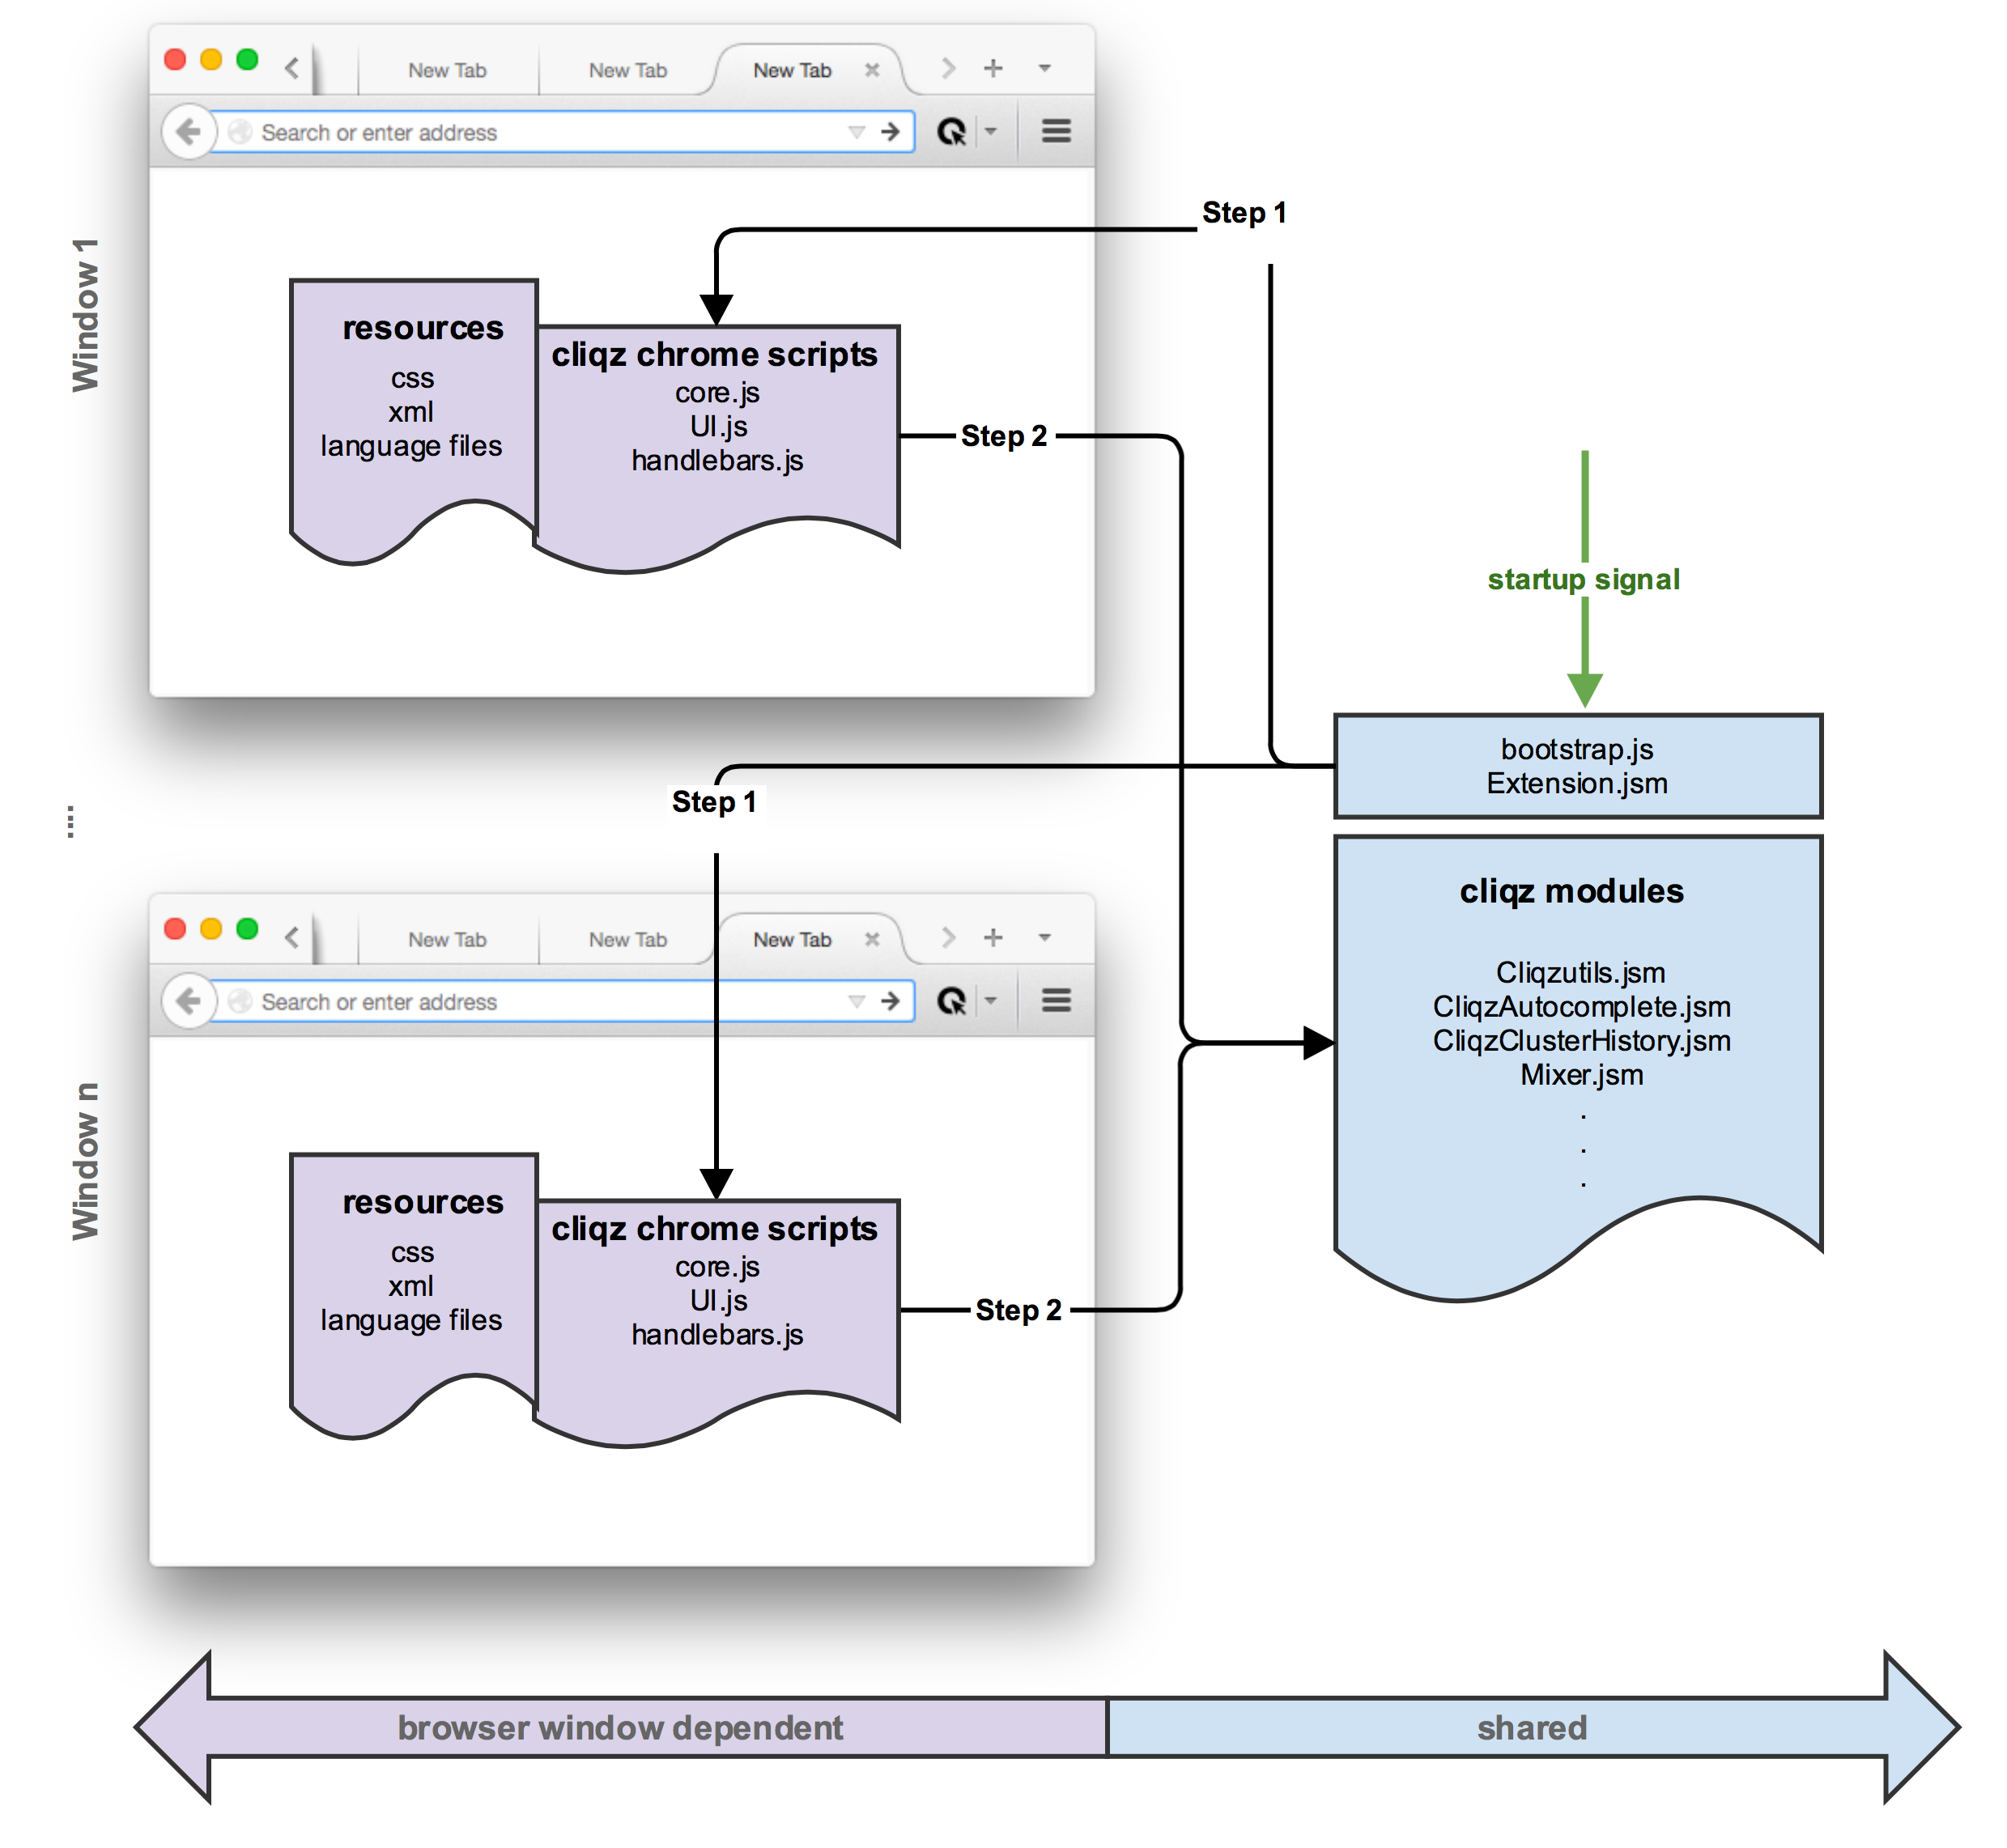 New Tab
New Tab
New Tab
Search or enter address
Window 1
Step 1
resources
css
xml
language files
cliqz chrome scripts
core.js
UI.js
handlebars.js
Step 2
startup signal
bootstrap.js
Extension.jsm
Step 1
....
cliqz modules
Cliqzutils.jsm
CliqzAutocomplete.jsm
CliqzClusterHistory.jsm
Mixer.jsm
.
.
.
New Tab
New Tab
New Tab
Search or enter address
Window n
resources
css
xml
language files
cliqz chrome scripts
core.js
UI.js
handlebars.js
Step 2
browser window dependent
shared